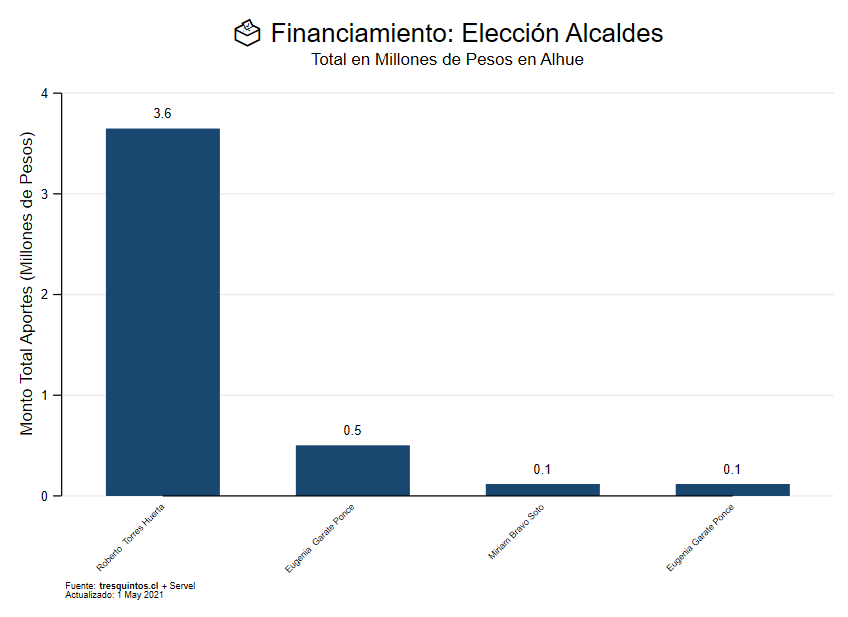 Financiamiento: Elección Alcaldes
Total en Millones de Pesos en Alhue
Monto Total Aportes (Millones de Pesos)
4
3
2
1
0
3.6
0.5
0.1
0.1
Roberto  Torres Huerta
Eugenia  Garate Ponce
Miriam Bravo Soto
Eugenia Garate Ponce
Fuente: tresquintos.cl + Servel
Actualizado: 1 May 2021